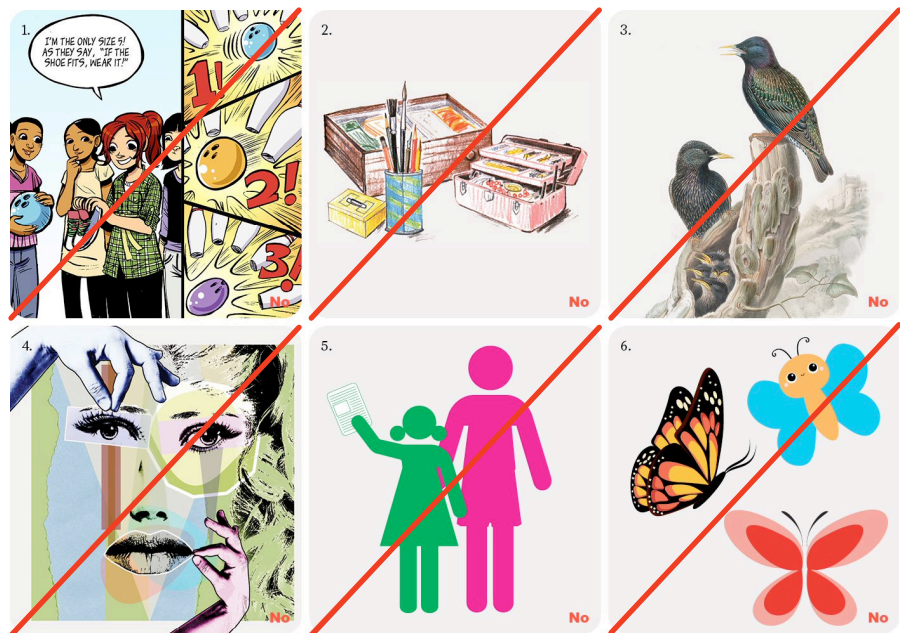 1.
I'M THE ONLY SIZE 5!
AS THEY SAY, "IF THE
SHOE FITS, WEAR IT!"
1!
2!
3!
No
2.
No
3.
No
4.
No
5.
No
6.
No